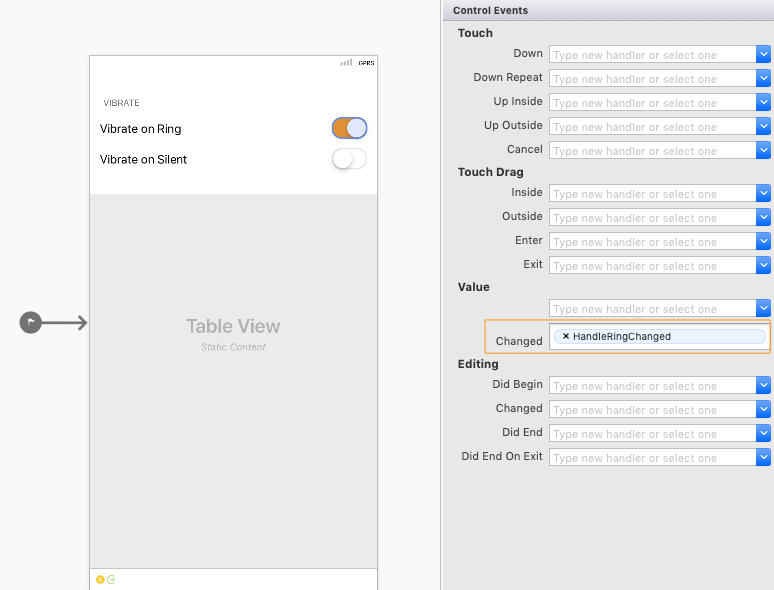 GPRS
VIBRATE
Vibrate on Ring
Vibrate on Silent
Table View
Static Content
Control Events
Touch
Down Type new handler or select one
Down Repeat Type new handler or select one
Up Inside Type new handler or select one
Up Outside Type new handler or select one
Cancel Type new handler or select one
Touch Drag
Inside Type new handler or select one
Outside Type new handler or select one
Enter Type new handler or select one
Exit Type new handler or select one
Value
Type new handler or select one
Changed × HandleRingChanged
Editing
Did Begin Type new handler or select one
Changed Type new handler or select one
Did End Type new handler or select one
Did End On Exit Type new handler or select one